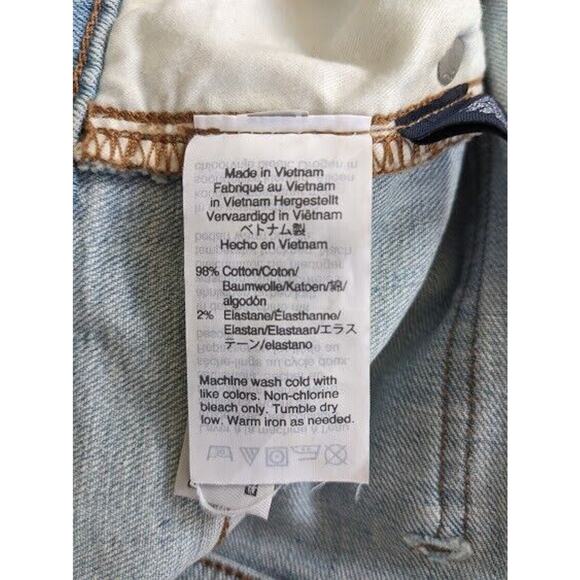 Made in Vietnam
Fabriqué au Vietnam
in Vietnam Hergestellt
Vervaardigd in Viêtnam
ベトナム製
Hecho en Vietnam
98% Cotton/Coton/
Baumwolle/Katoen/綿/
algodón
2% Elastane/Élasthanne/
Elastan/Elastaan/エラス
テーン/elastano
Machine wash cold with
like colors. Non-chlorine
bleach only. Tumble dry
low. Warm iron as needed.